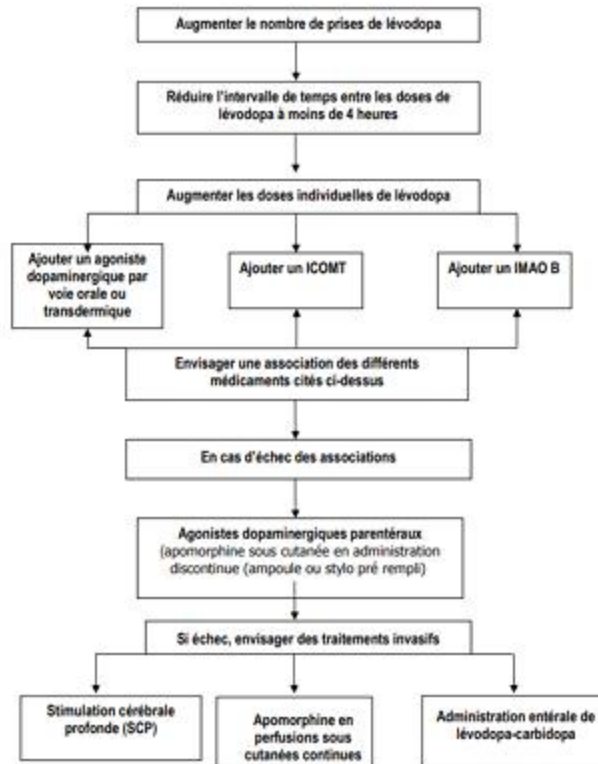 Augmenter le nombre de prises de lévodopa
Réduire l'intervalle de temps entre les doses de
lévodopa à moins de 4 heures
Augmenter les doses individuelles de lévodopa
Ajouter un agoniste
dopaminergique par
voie orale ou
transdermique
Ajouter un ICOMT
Ajouter un IMAO B
Envisager une association des différents
médicaments cités ci-dessus
En cas d'échec des associations
Agonistes dopaminergiques parentéraux
(apomorphine sous cutanée en administration
discontinue (ampoule ou stylo pré rempli)
Si échec, envisager des traitements invasifs
Stimulation cérébrale
profonde (SCP)
Apomorphine en
perfusions sous
cutanées continues
Administration entérale de
lévodopa-carbidopa